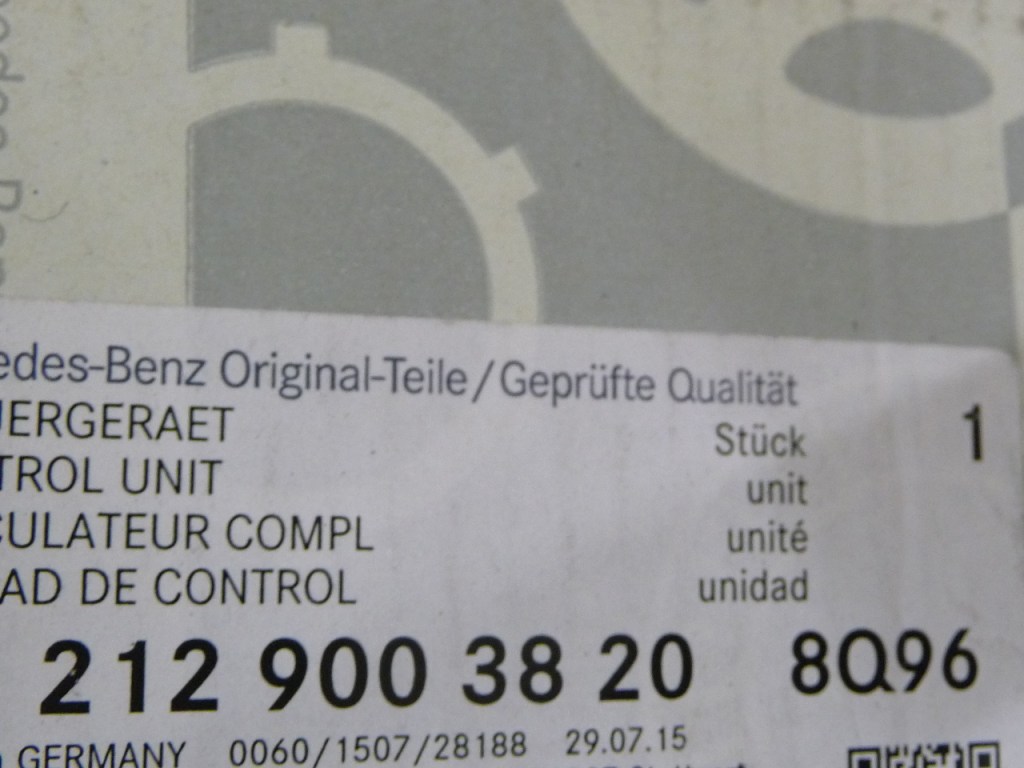 edes-Benz Original-Teile/Geprüfte Qualität
UERGERAET Stück 1
TROL UNIT unit
CULATEUR COMPL unité
AD DE CONTROL unidad
212 900 38 20 8Q96
GERMANY 0060/1507/28188 29.07.15